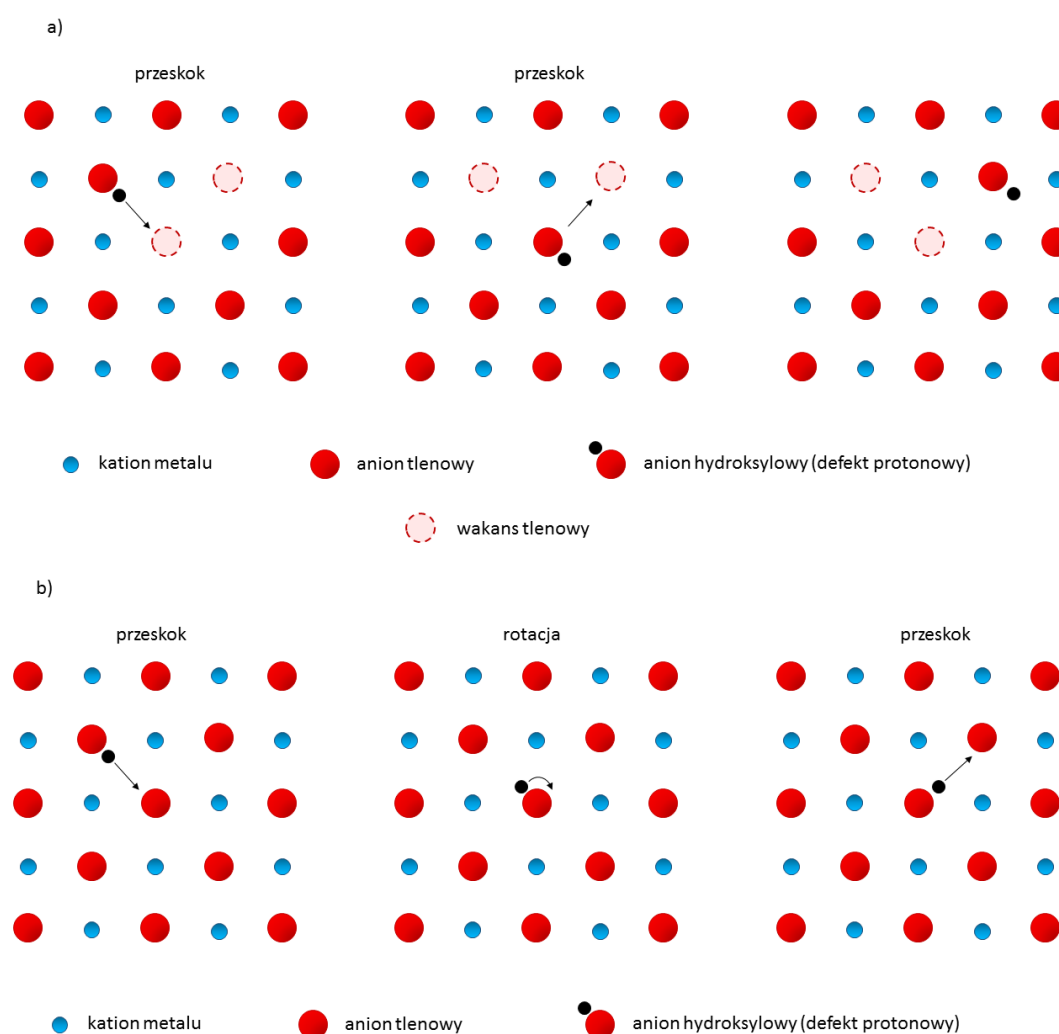 a)
przeskok przeskok
kation metalu anion tlenowy anion hydroksylowy (defekt protonowy)
wakans tlenowy
b)
przeskok rotacja przeskok
kation metalu anion tlenowy anion hydroksylowy (defekt protonowy)